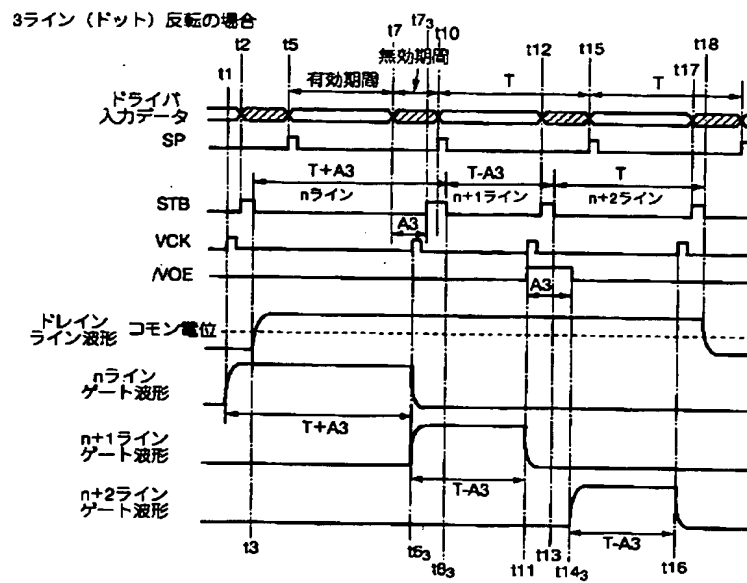 3ライン（ドット）反転の場合
t1
t2
t5
t7
t7₃
t10
t12
t15
t17
t18
有効期間
無効期間
T
T
ドライバ
入力データ
SP
T+A3
nライン
T-A3
n+1ライン
T
n+2ライン
STB
A3
VCK
/VOE
A3
ドレイン
ライン波形
コモン電位
nライン
ゲート波形
T+A3
n+1ライン
ゲート波形
T-A3
n+2ライン
ゲート波形
T-A3
t3
t6₃
t8₃
t11
t13
t14₃
t16